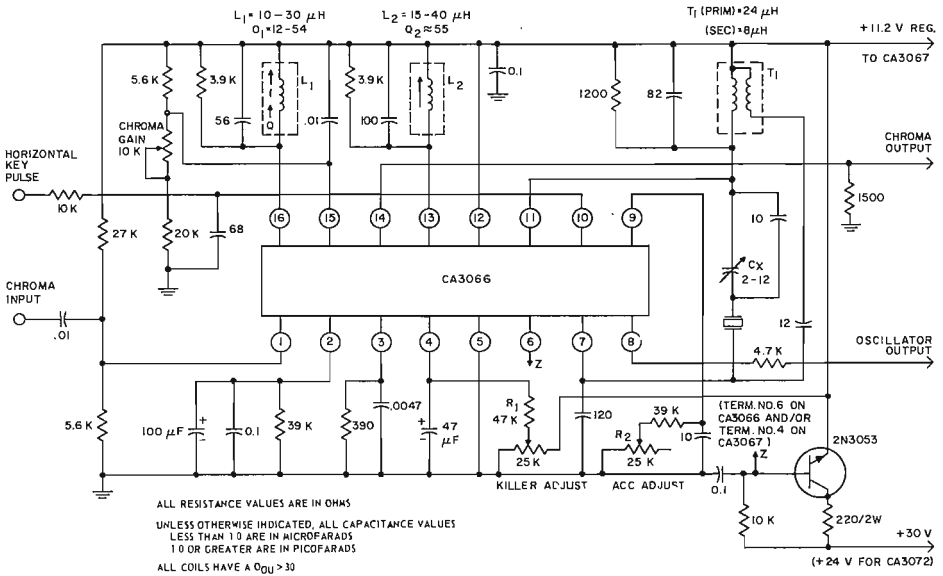 L1 = 10–30 μH
O1 = 12-54
L2 = 15-40 μH
Q2 ≈ 55
T1 (PRIM) = 24 μH
(SEC) = 8μH
+11.2 V REG.
TO CA3067
5.6 K
3.9 K
L1
3.9 K
L2
0.1
1200
82
T1
56
Q
.01
100
CHROMA
GAIN
10 K
CHROMA
OUTPUT
HORIZONTAL
KEY
PULSE
10 K
1500
16
15
14
13
12
11
10
9
10
27 K
20 K
68
CX
2-12
CA3066
CHROMA
INPUT
.01
12
1
2
3
4
5
6
7
8
OSCILLATOR
OUTPUT
Z
4.7 K
5.6 K
100 μF
+
–
0.1
39 K
390
.0047
+
–
47
μF
R1
47 K
25 K
120
39 K
R2
25 K
10
(TERM. NO.6 ON
CA3066 AND/OR
TERM. NO.4 ON
CA3067)
Z
2N3053
KILLER ADJUST
ACC ADJUST
0.1
10 K
220/2W
+30 V
(+24 V FOR CA3072)
ALL RESISTANCE VALUES ARE IN OHMS
UNLESS OTHERWISE INDICATED, ALL CAPACITANCE VALUES
LESS THAN 1.0 ARE IN MICROFARADS
1.0 OR GREATER ARE IN PICOFARADS
ALL COILS HAVE A QOU > 30